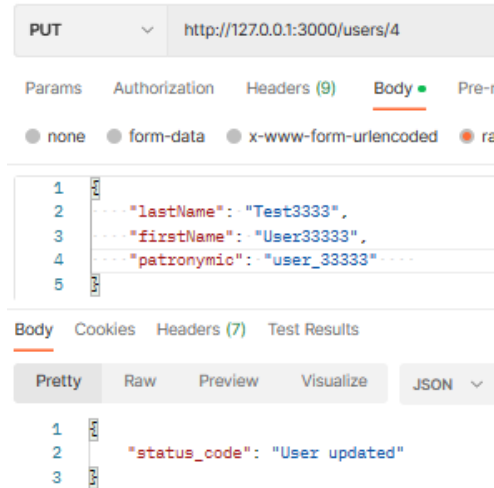 PUT http://127.0.0.1:3000/users/4
Params Authorization Headers (9) Body Pre-r
none form-data x-www-form-urlencoded ra
1 {
2 "lastName": "Test3333",
3 "firstName": "User33333",
4 "patronymic": "user_33333"
5 }
Body Cookies Headers (7) Test Results
Pretty Raw Preview Visualize JSON
1 {
2 "status_code": "User updated"
3 }